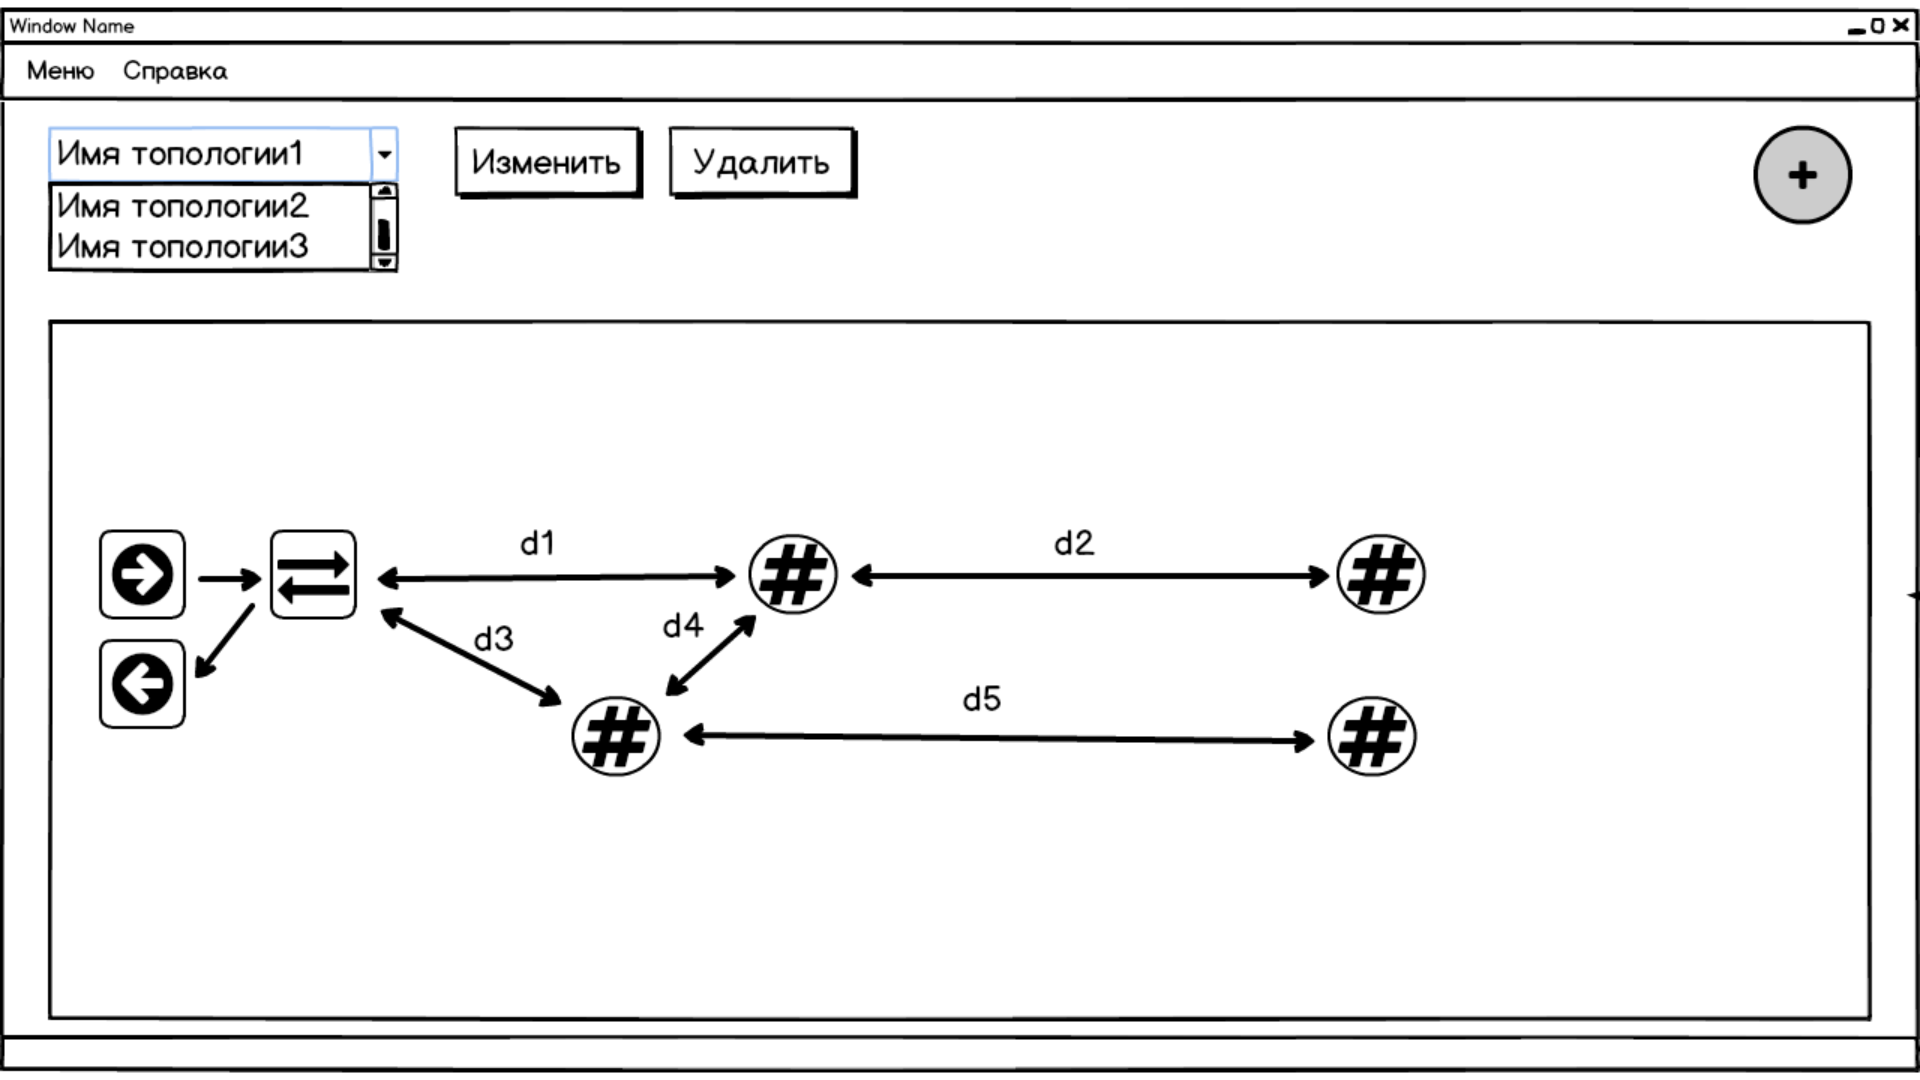 Window Name
Меню Справка
Имя топологии1
Изменить Удалить
+
Имя топологии2
Имя топологии3
d1
d2
#
#
d3
d4
d5
#
#